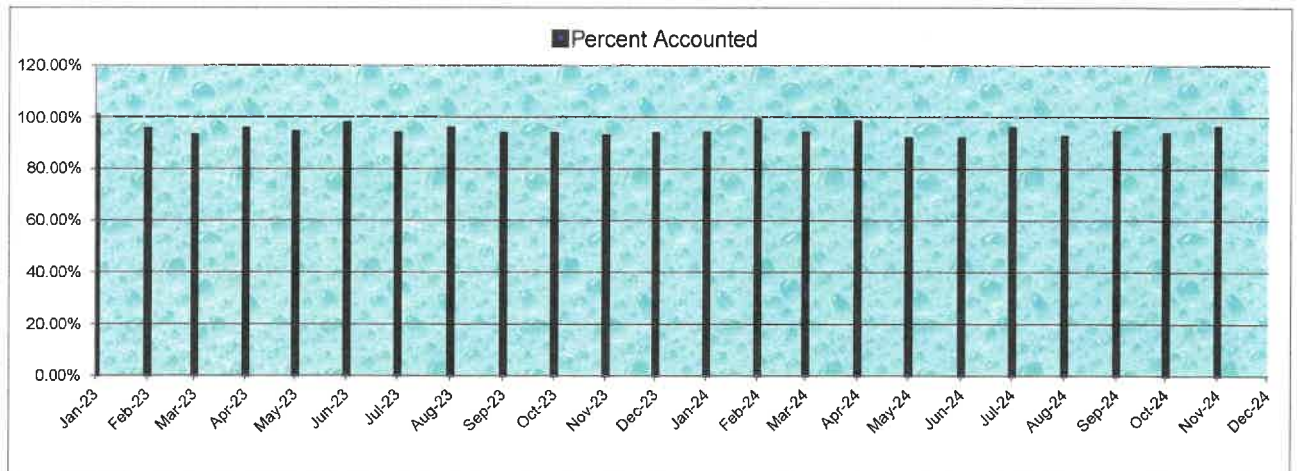 Percent Accounted
120.00%
100.00%
80.00%
60.00%
40.00%
20.00%
0.00%
Jan-23
Feb-23
Mar-23
Apr-23
May-23
Jun-23
Jul-23
Aug-23
Sep-23
Oct-23
Nov-23
Dec-23
Jan-24
Feb-24
Mar-24
Apr-24
May-24
Jun-24
Jul-24
Aug-24
Sep-24
Oct-24
Nov-24
Dec-24